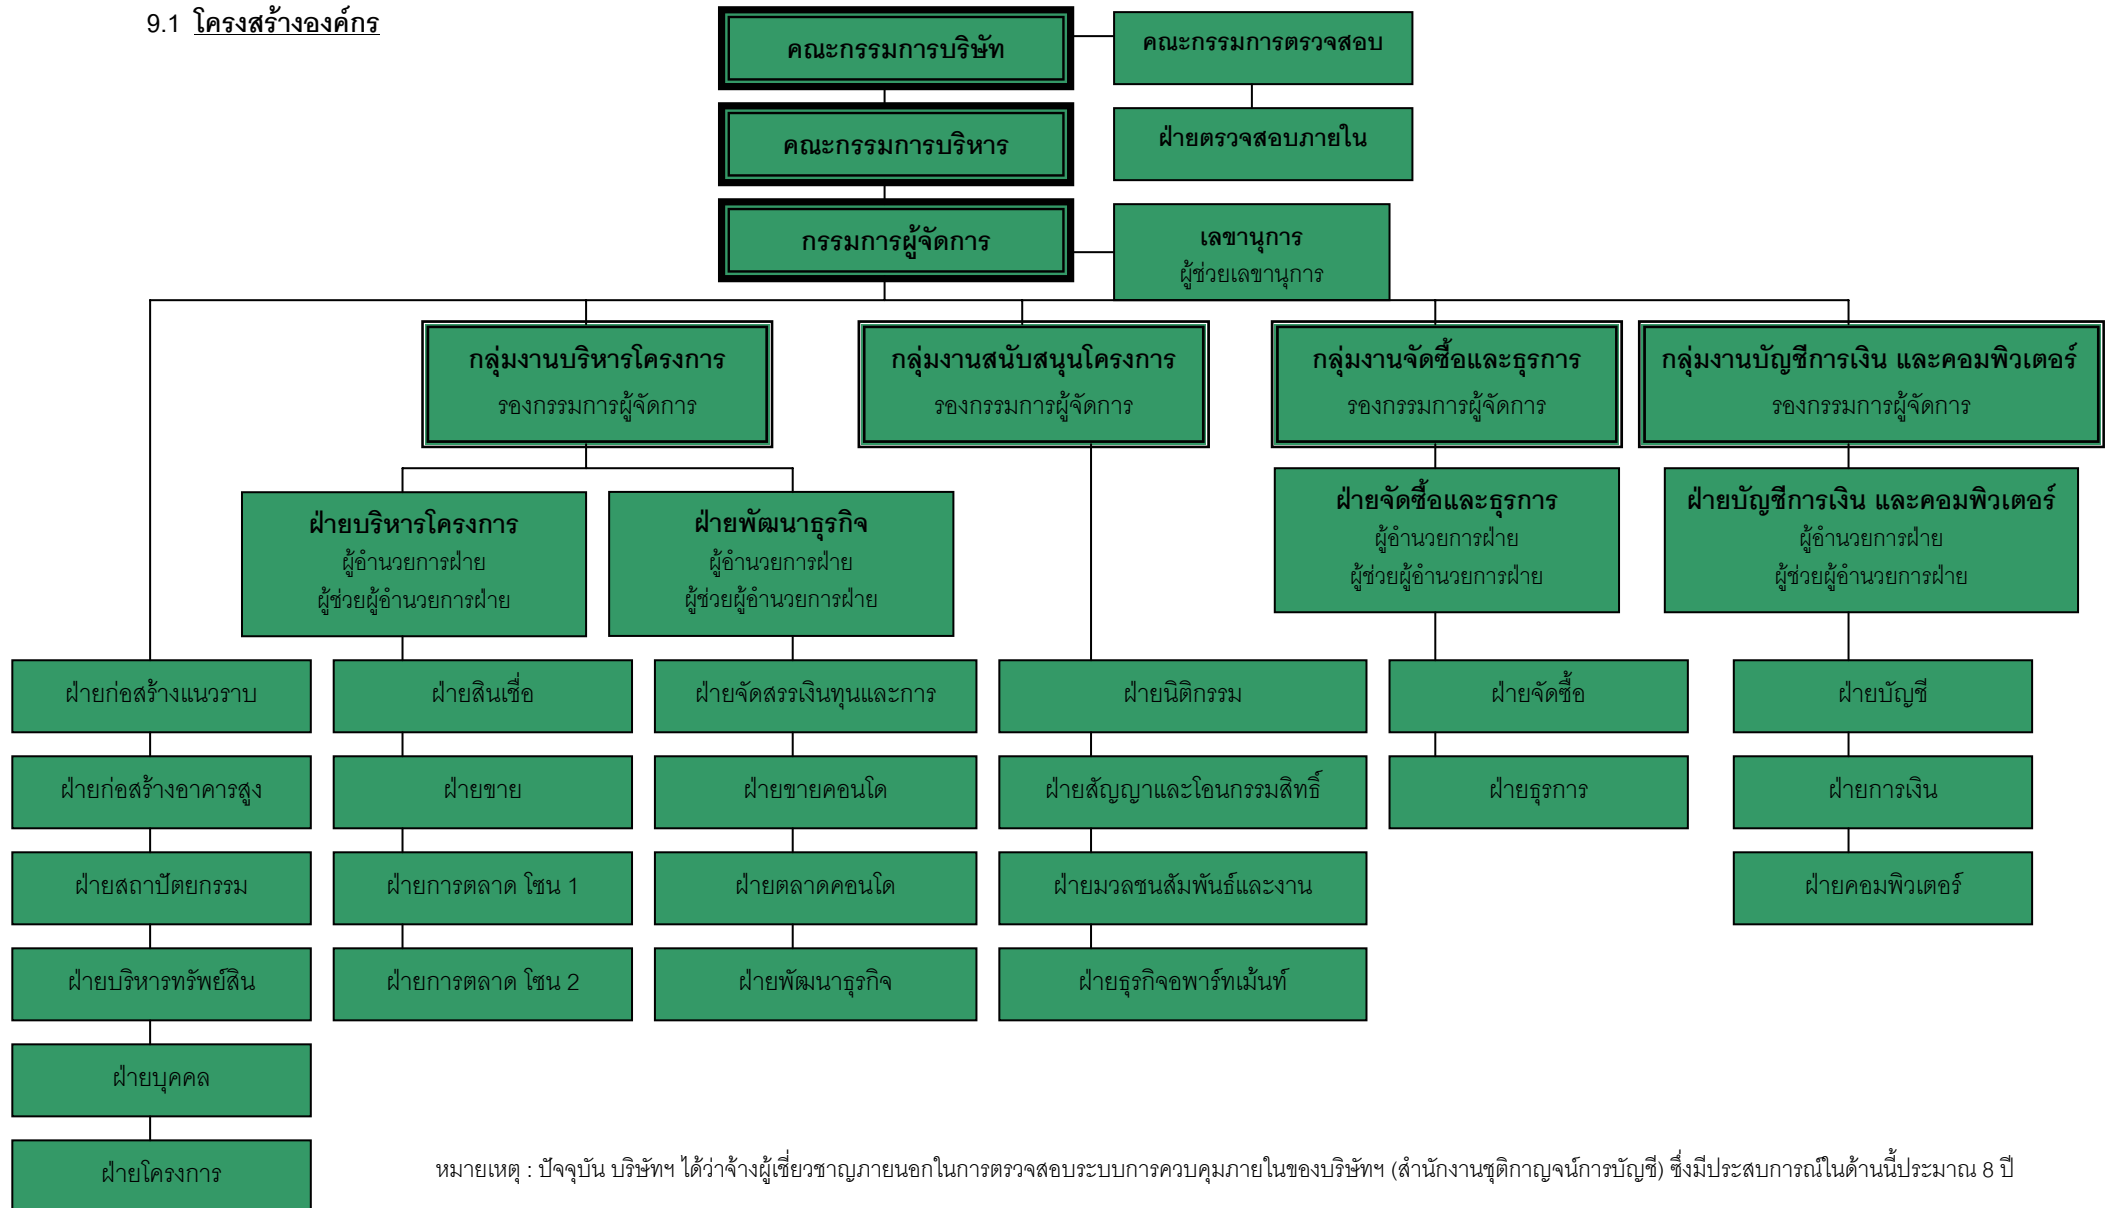 9.1 โครงสร้างองค์กร
คณะกรรมการบริษัท
คณะกรรมการตรวจสอบ
คณะกรรมการบริหาร
ฝ่ายตรวจสอบภายใน
กรรมการผู้จัดการ
เลขานุการ
ผู้ช่วยเลขานุการ
กลุ่มงานบริหารโครงการ
รองกรรมการผู้จัดการ
กลุ่มงานสนับสนุนโครงการ
รองกรรมการผู้จัดการ
กลุ่มงานจัดซื้อและธุรการ
รองกรรมการผู้จัดการ
กลุ่มงานบัญชีการเงิน และคอมพิวเตอร์
รองกรรมการผู้จัดการ
ฝ่ายบริหารโครงการ
ผู้อำนวยการฝ่าย
ผู้ช่วยผู้อำนวยการฝ่าย
ฝ่ายพัฒนาธุรกิจ
ผู้อำนวยการฝ่าย
ผู้ช่วยผู้อำนวยการฝ่าย
ฝ่ายจัดซื้อและธุรการ
ผู้อำนวยการฝ่าย
ผู้ช่วยผู้อำนวยการฝ่าย
ฝ่ายบัญชีการเงิน และคอมพิวเตอร์
ผู้อำนวยการฝ่าย
ผู้ช่วยผู้อำนวยการฝ่าย
ฝ่ายก่อสร้างแนวราบ
ฝ่ายสินเชื่อ
ฝ่ายจัดสรรเงินทุนและการ
ฝ่ายนิติกรรม
ฝ่ายจัดซื้อ
ฝ่ายบัญชี
ฝ่ายก่อสร้างอาคารสูง
ฝ่ายขาย
ฝ่ายขายคอนโด
ฝ่ายสัญญาและโอนกรรมสิทธิ์
ฝ่ายธุรการ
ฝ่ายการเงิน
ฝ่ายสถาปัตยกรรม
ฝ่ายการตลาด โซน 1
ฝ่ายตลาดคอนโด
ฝ่ายมวลชนสัมพันธ์และงาน
ฝ่ายคอมพิวเตอร์
ฝ่ายบริหารทรัพย์สิน
ฝ่ายการตลาด โซน 2
ฝ่ายพัฒนาธุรกิจ
ฝ่ายธุรกิจอพาร์ทเม้นท์
ฝ่ายบุคคล
ฝ่ายโครงการ
หมายเหตุ : ปัจจุบัน บริษัทฯ ได้ว่าจ้างผู้เชี่ยวชาญภายนอกในการตรวจสอบระบบการควบคุมภายในของบริษัทฯ (สำนักงานชุติกาญจน์การบัญชี) ซึ่งมีประสบการณ์ในด้านนี้ประมาณ 8 ปี